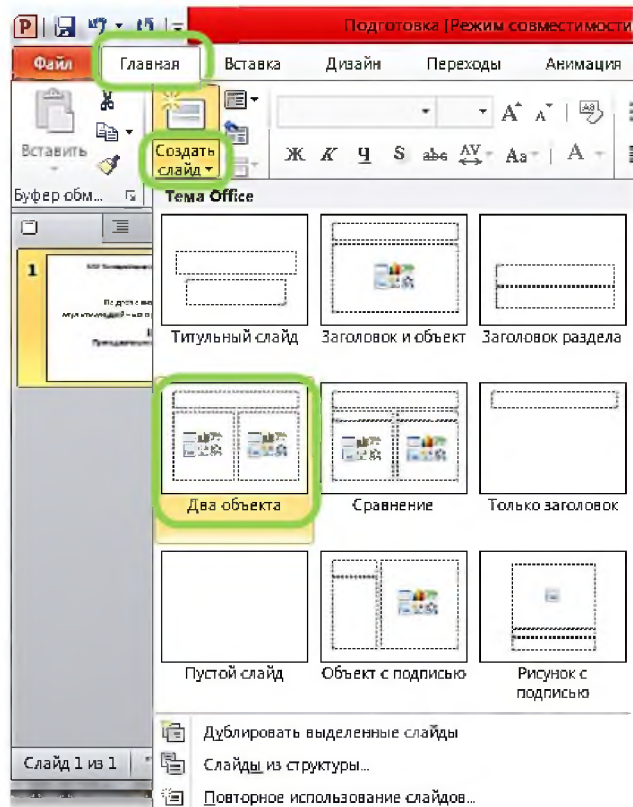 Подготовка [Режим совместимости
Файл Главная Вставка Дизайн Переходы Анимация
Вставить
Создать
слайд
Ж К Ч S abe AV Aa A
Буфер обм...
Тема Office
1
Титульный слайд Заголовок и объект Заголовок раздела
Два объекта Сравнение Только заголовок
Пустой слайд Объект с подписью Рисунок с
подписью
Дублировать выделенные слайды
Слайд 1 из 1
Слайды из структуры...
Повторное использование слайдов...